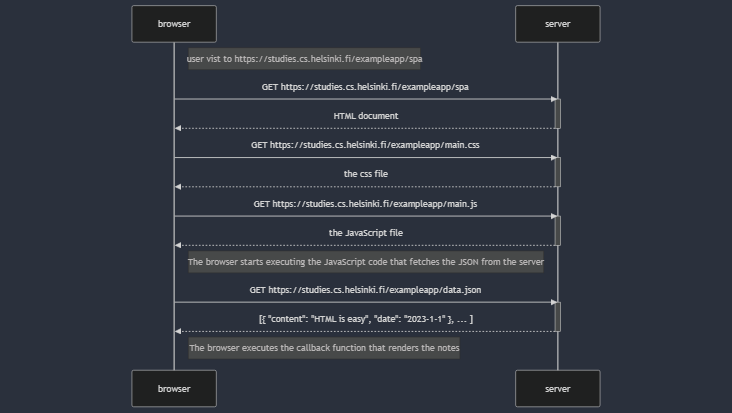 browser server
user vist to https://studies.cs.helsinki.fi/exampleapp/spa
GET https://studies.cs.helsinki.fi/exampleapp/spa
HTML document
GET https://studies.cs.helsinki.fi/exampleapp/main.css
the css file
GET https://studies.cs.helsinki.fi/exampleapp/main.js
the JavaScript file
The browser starts executing the JavaScript code that fetches the JSON from the server
GET https://studies.cs.helsinki.fi/exampleapp/data.json
[{ "content": "HTML is easy", "date": "2023-1-1" }, ... ]
The browser executes the callback function that renders the notes
browser server